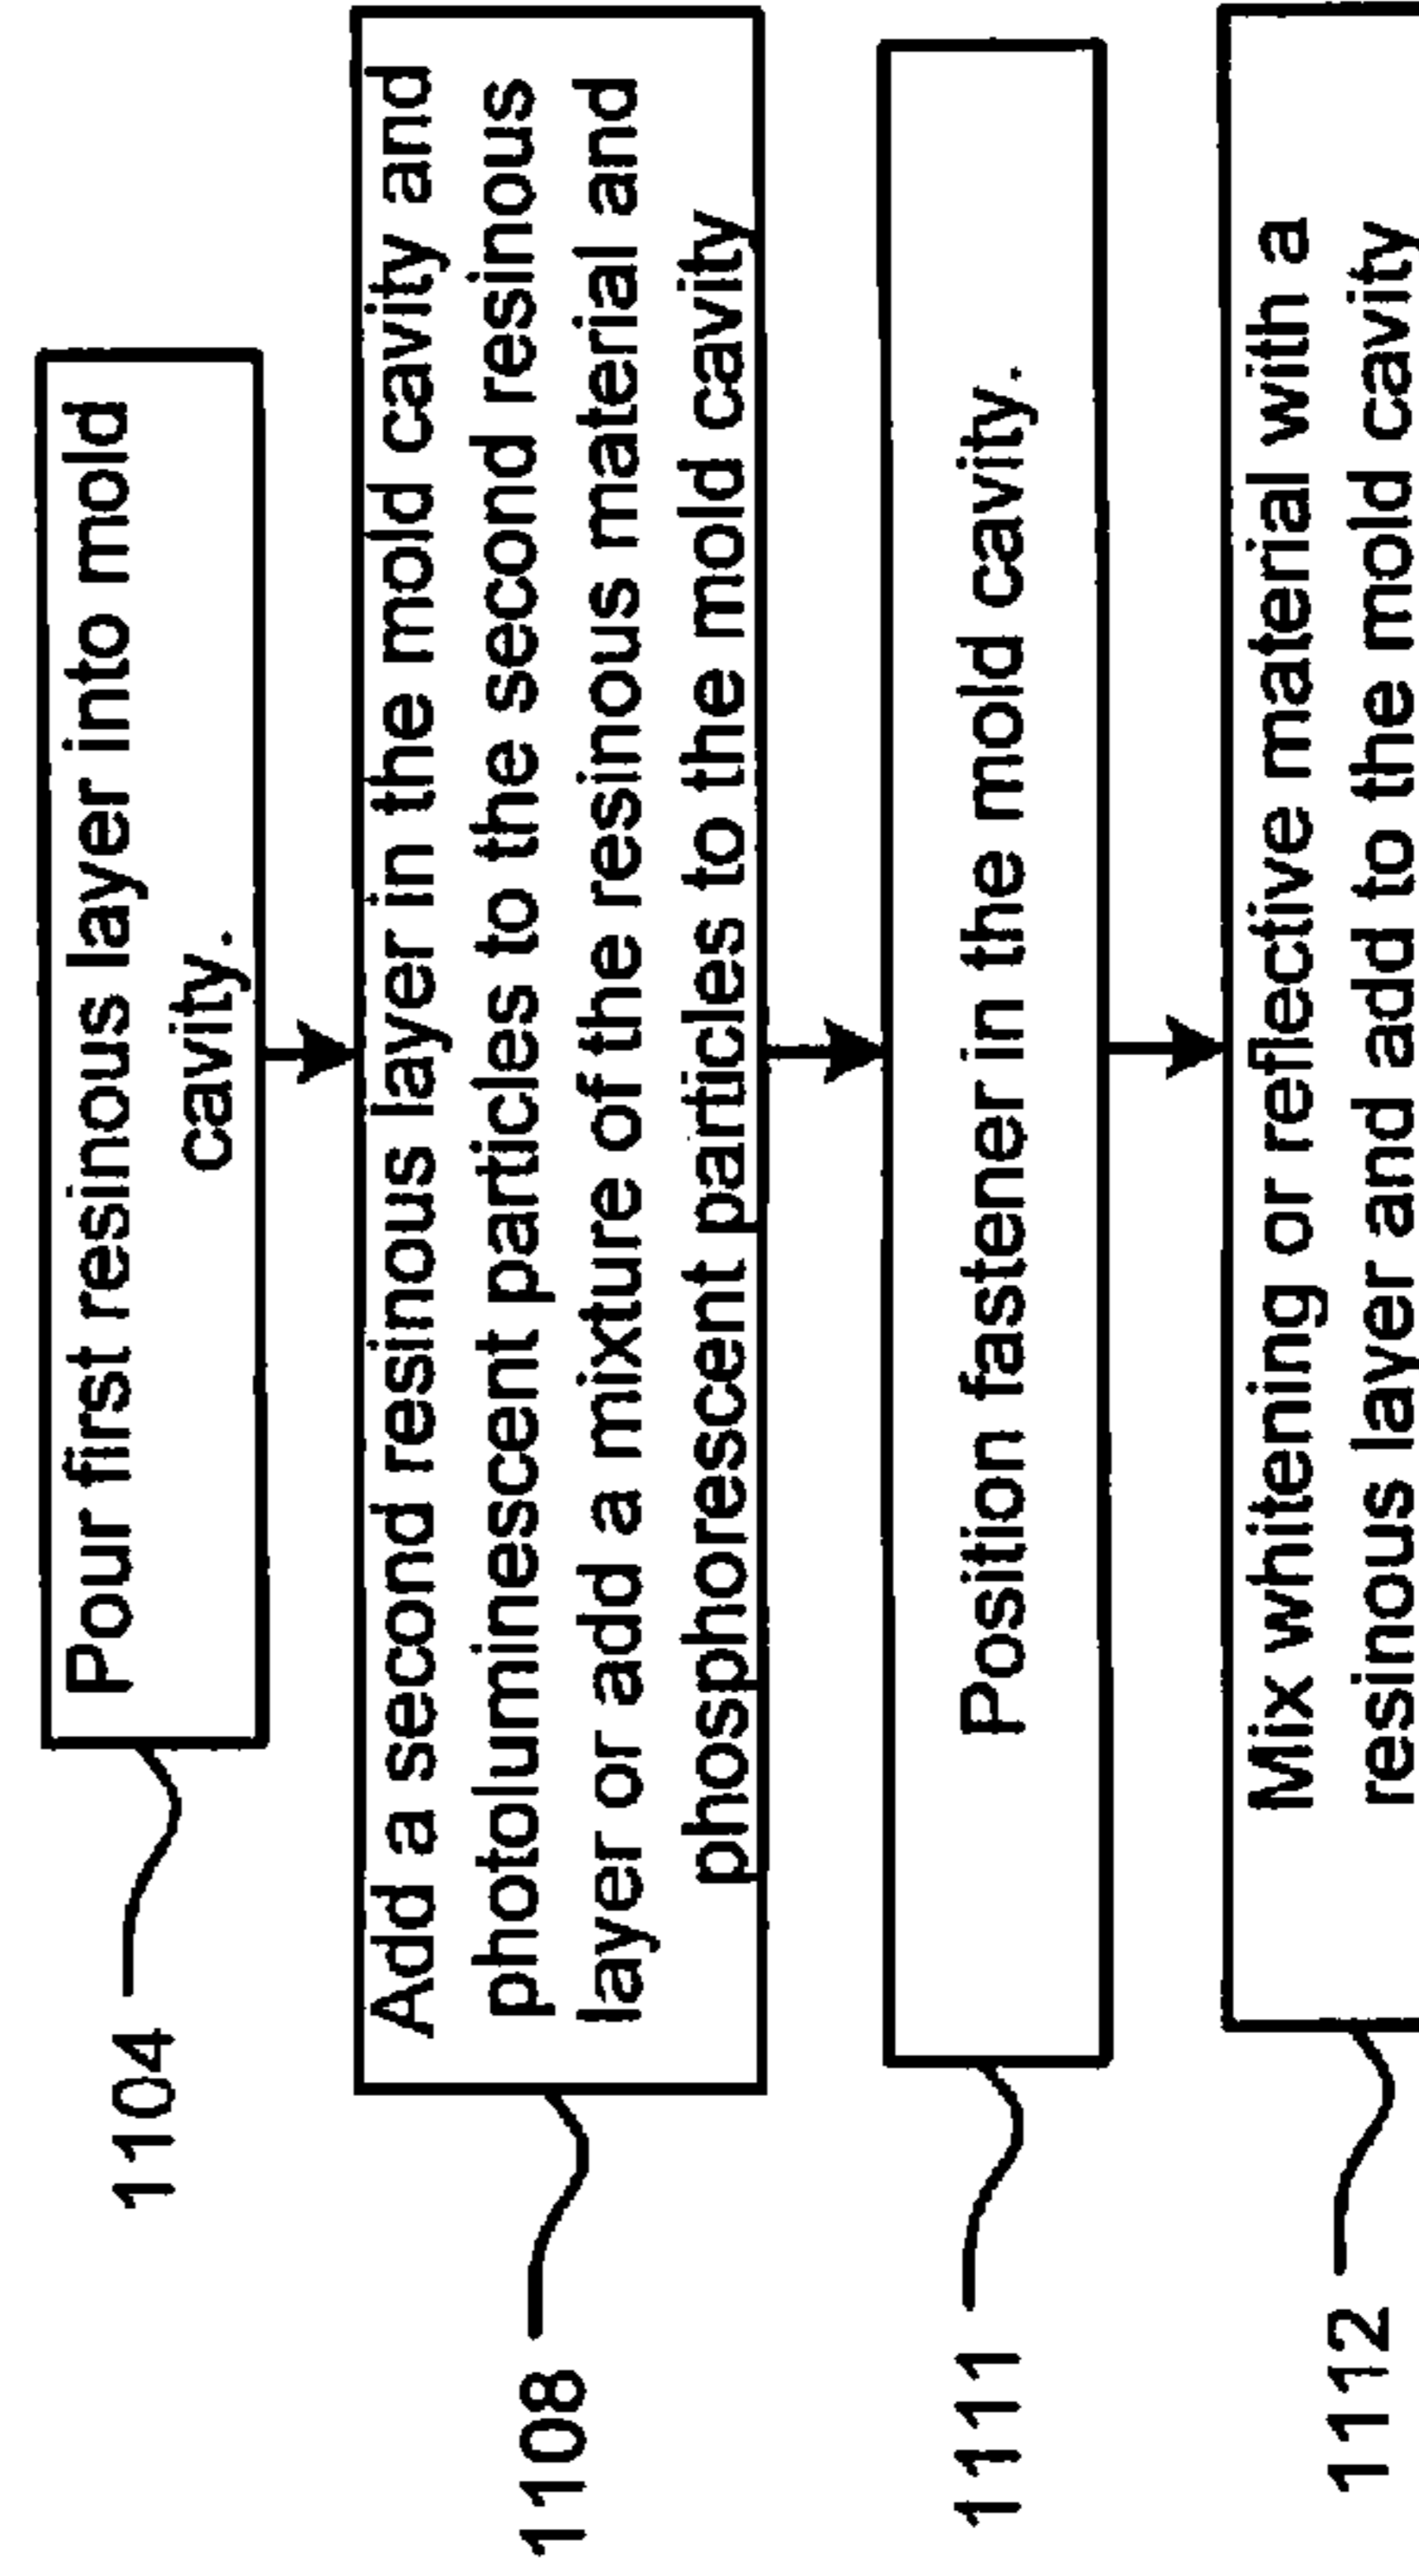 1104
Pour first resinous layer into mold
cavity.
1108
Add a second resinous layer in the mold cavity and
photoluminescent particles to the second resinous
layer or add a mixture of the resinous material and
phosphorescent particles to the mold cavity
1111
Position fastener in the mold cavity.
1112
Mix whitening or reflective material with a
resinous layer and add to the mold cavity